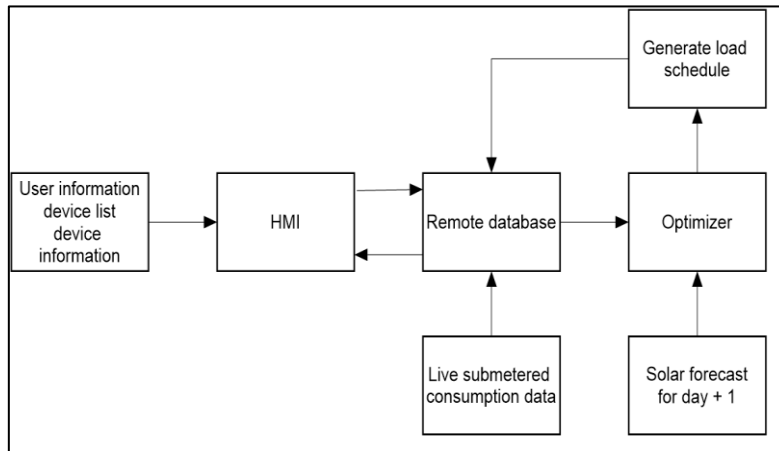 Generate load
schedule
User information
device list
device
information
HMI
Remote database
Optimizer
Live submetered
consumption data
Solar forecast
for day + 1